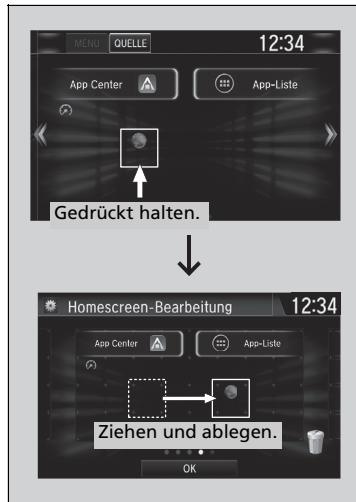 MENÜ QUELLE 12:34
App Center App-Liste
Gedrückt halten.
Homescreen-Bearbeitung 12:34
App Center App-Liste
Ziehen und ablegen.
OK